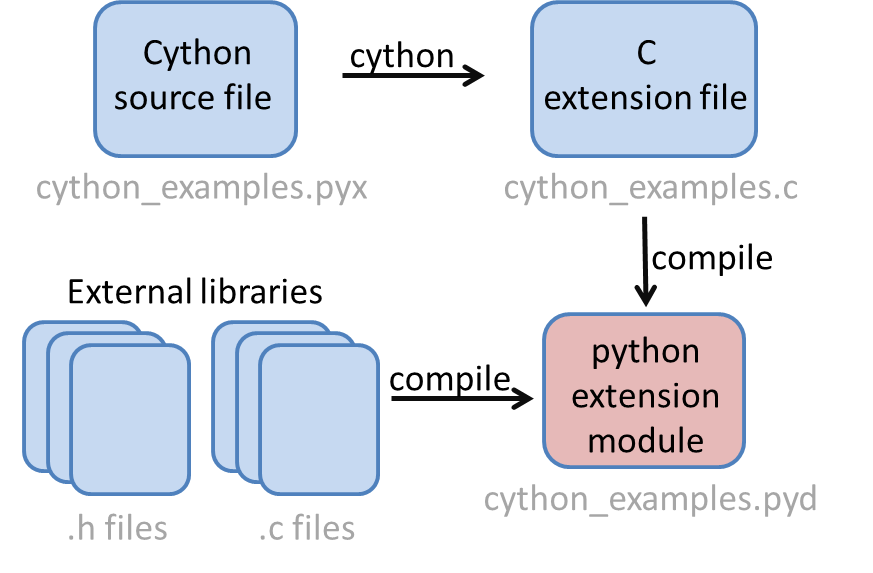 Cython
source file
cython
C
extension file
cython_examples.pyx
cython_examples.c
compile
External libraries
python
extension
module
compile
cython_examples.pyd
.h files
.c files